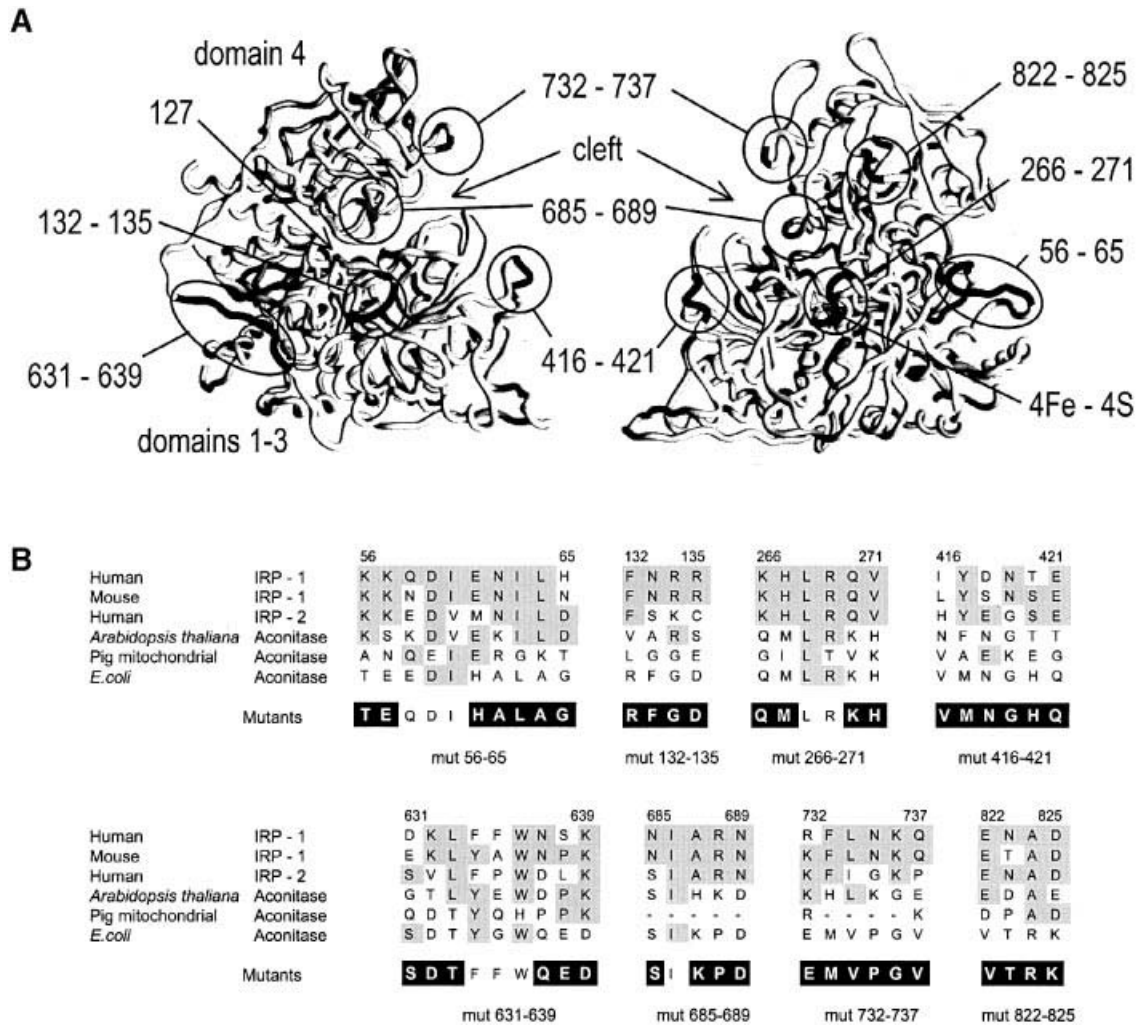 A
domain 4
127
132 - 135
631 - 639
domains 1-3
732 - 737
cleft
685 - 689
416 - 421
822 - 825
266 - 271
56 - 65
4Fe - 4S
B
56 65 132 135 266 271 416 421
Human IRP - 1 K K Q D I E N I L H F N R R K H L R Q V I Y D N T E
Mouse IRP - 1 K K N D I E N I L N F N R R K H L R Q V L Y S N S E
Human IRP - 2 K K E D V M N I L D F S K C K H L R Q V H Y E G S E
Arabidopsis thaliana Aconitase K S K D V E K I L D V A R S Q M L R K H N F N G T T
Pig mitochondrial Aconitase A N Q E I E R G K T L G G E G I L T V K V A E K E G
E.coli Aconitase T E E D I H A L A G R F G D Q M L R K H V M N G H Q
Mutants T E Q D I H A L A G R F G D Q M L R K H V M N G H Q
mut 56-65 mut 132-135 mut 266-271 mut 416-421
631 639 685 689 732 737 822 825
Human IRP - 1 D K L F F W N S K N I A R N R F L N K Q E N A D
Mouse IRP - 1 E K L Y A W N P K N I A R N K F L N K Q E T A D
Human IRP - 2 S V L F P W D L K S I A R N K F I G K P E N A D
Arabidopsis thaliana Aconitase G T L Y E W D P K S I H K D K H L K G E E D A E
Pig mitochondrial Aconitase Q D T Y Q H P P K - - - - - R - - - - K D P A D
E.coli Aconitase S D T Y G W Q E D S I K P D E M V P G V V T R K
Mutants S D T F F W Q E D S I K P D E M V P G V V T R K
mut 631-639 mut 685-689 mut 732-737 mut 822-825